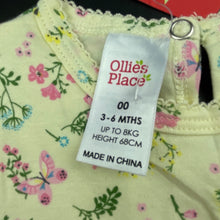 Ollie's
Place
00
3-6 MTHS
UP TO 8KG
HEIGHT 68CM
MADE IN CHINA